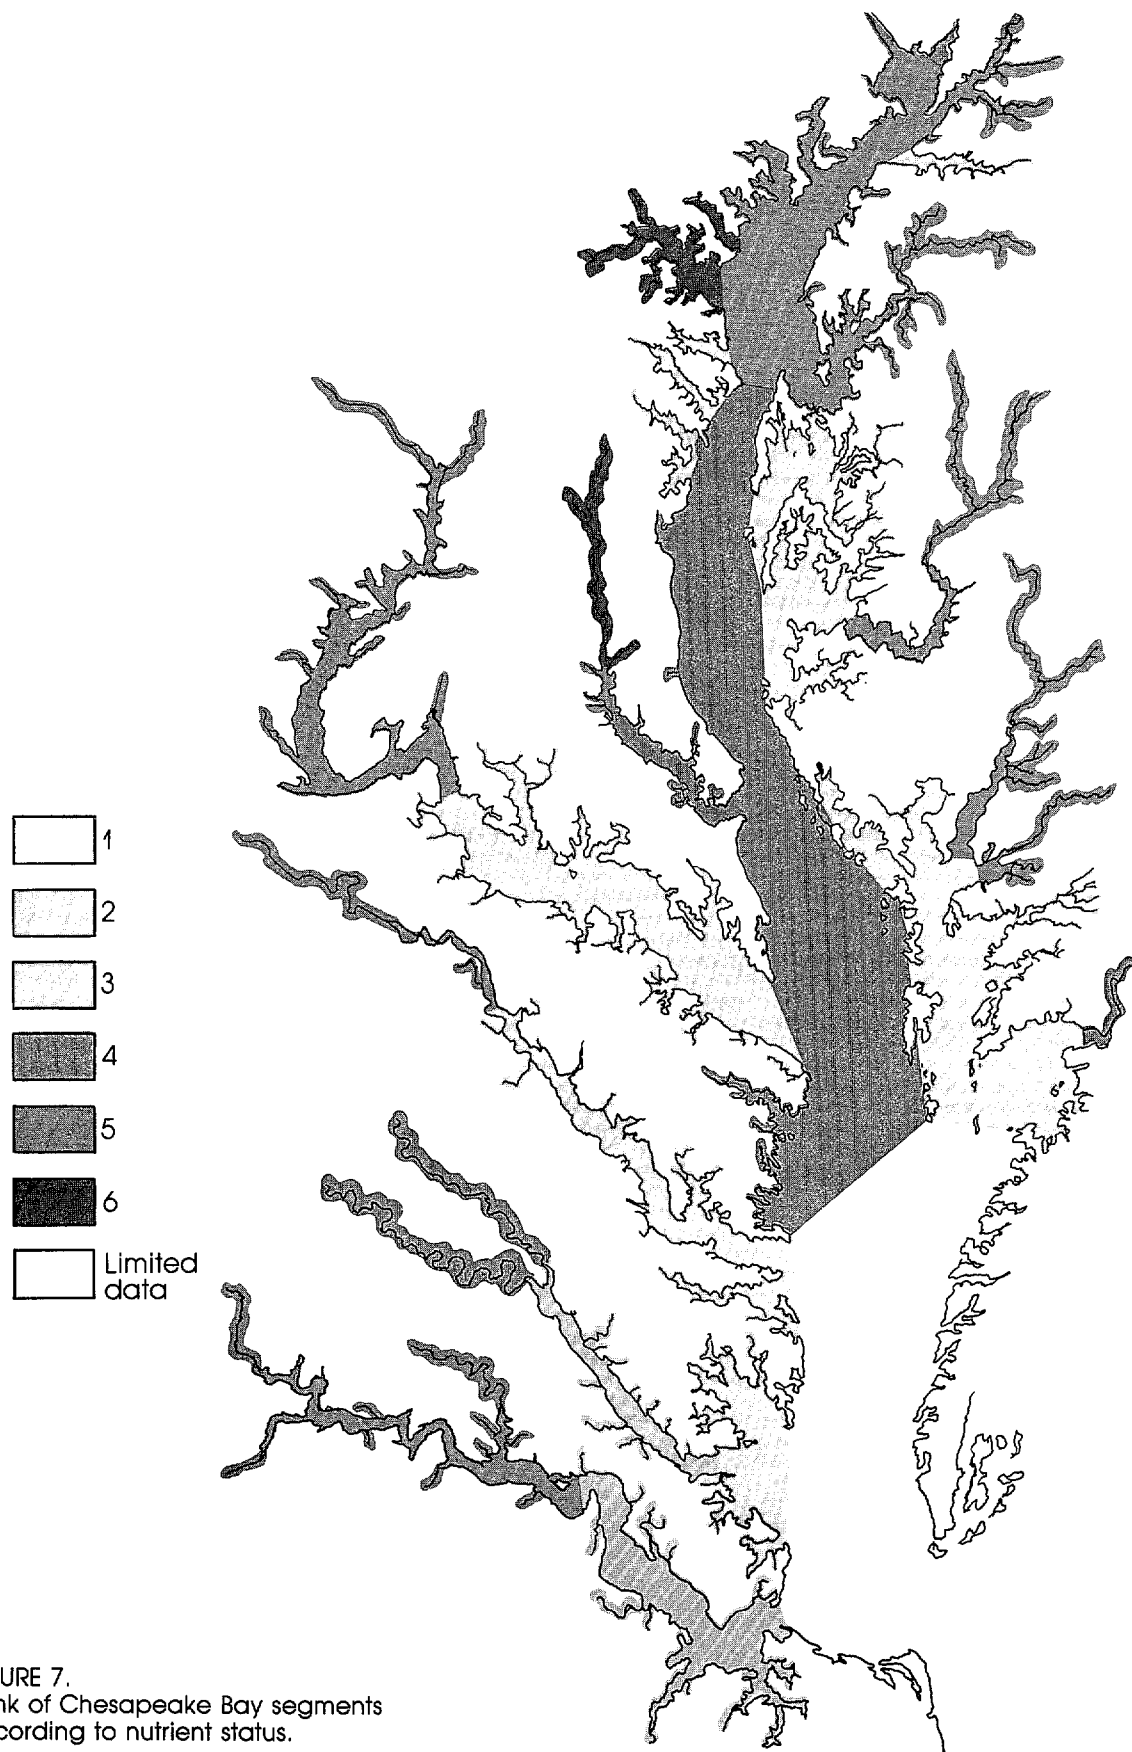 1
2
3
4
5
6
Limited
data
URE 7.
nk of Chesapeake Bay segments
cording to nutrient status.